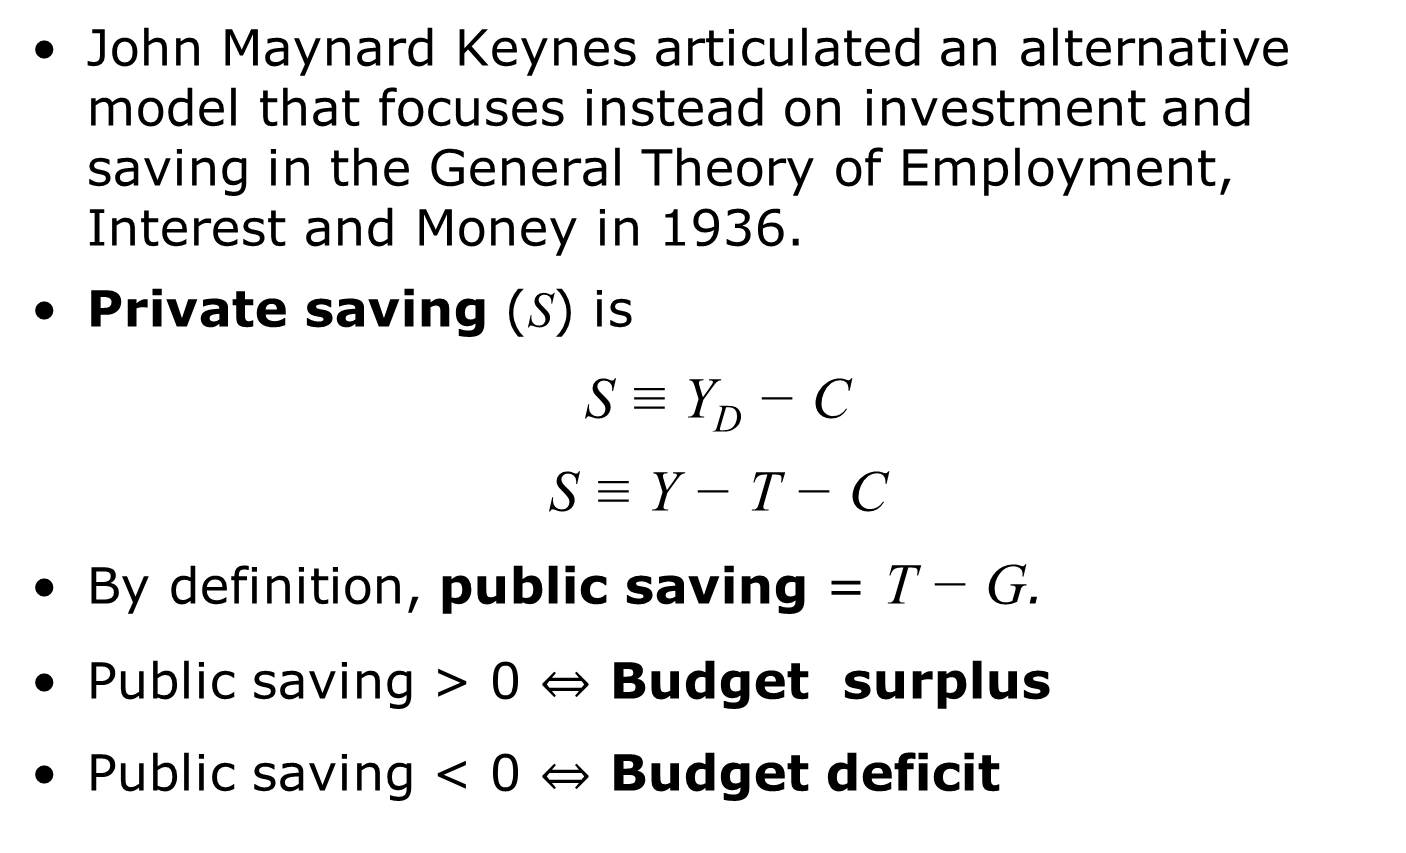 • John Maynard Keynes articulated an alternative
model that focuses instead on investment and
saving in the General Theory of Employment,
Interest and Money in 1936.
• Private saving (S) is
S ≡ Y_D − C
S ≡ Y − T − C
• By definition, public saving = T − G.
• Public saving > 0 ⇔ Budget surplus
• Public saving < 0 ⇔ Budget deficit